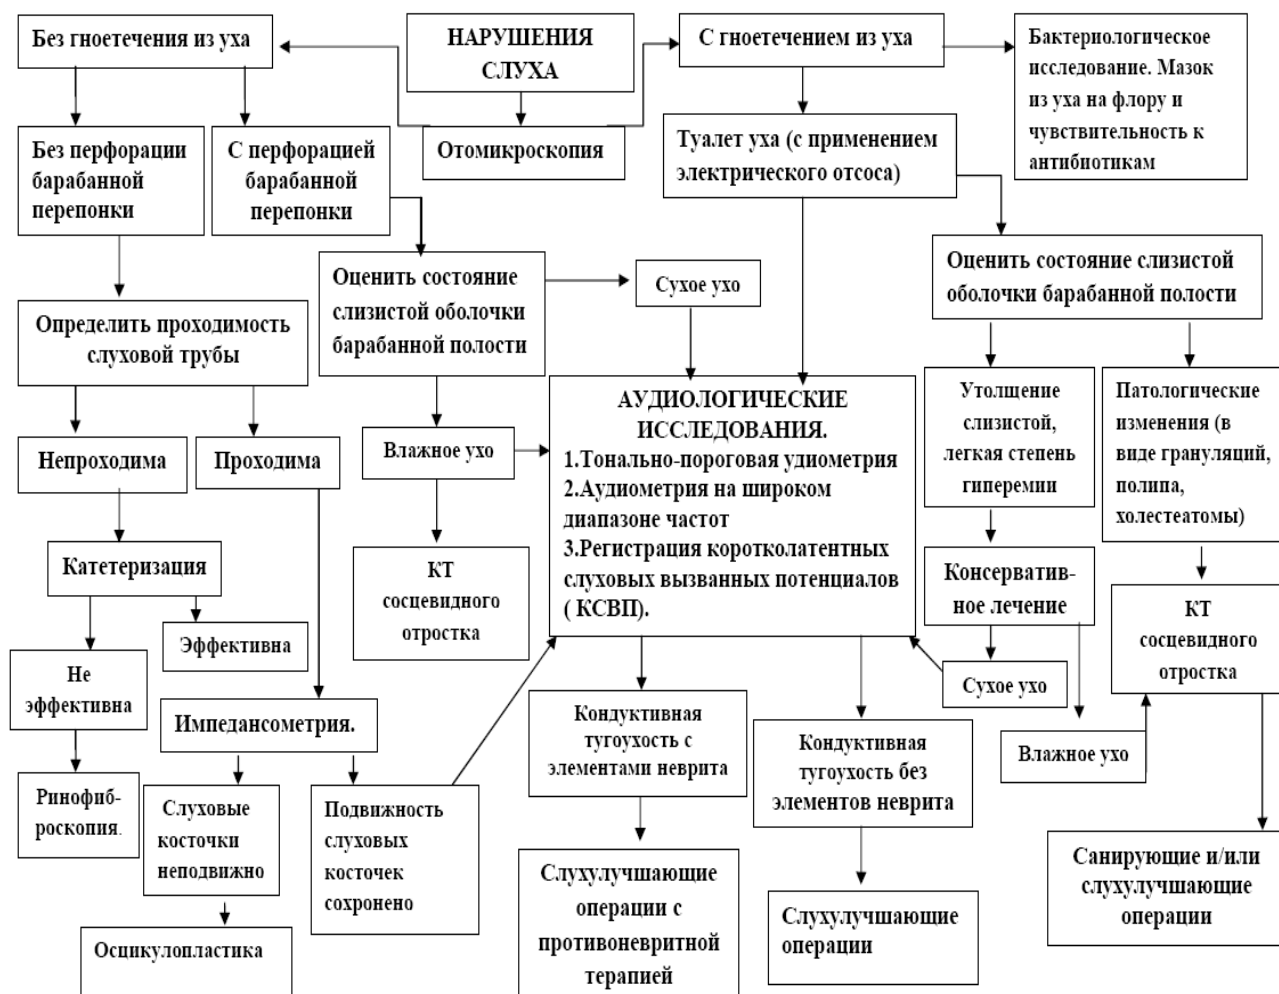 Без гноетечения из уха
НАРУШЕНИЯ
СЛУХА
С гноетечением из уха
Бактериологическое
исследование. Мазок
из уха на флору и
чувствительность к
антибиотикам
Без перфорации
барабанной
перепонки
С перфорацией
барабанной
перепонки
Отомикроскопия
Туалет уха (с применением
электрического отсоса)
Оценить состояние
слизистой оболочки
барабанной полости
Сухое ухо
Оценить состояние слизистой
оболочки барабанной полости
Определить проходимость
слуховой трубы
Непроходима
Проходима
Влажное ухо
АУДИОЛОГИЧЕСКИЕ
ИССЛЕДОВАНИЯ.
1.Тонально-пороговая удиометрия
2.Аудиометрия на широком
диапазоне частот
3.Регистрация коротколатентных
слуховых вызванных потенциалов
( КСВП).
Утолщение
слизистой,
легкая степень
гиперемии
Патологические
изменения (в
виде грануляций,
полипа,
холестеатомы)
Катетеризация
КТ
сосцевидного
отростка
Консерватив-
ное лечение
КТ
сосцевидного
отростка
Эффективна
Не
эффективна
Сухое ухо
Импедансометрия.
Кондуктивная
тугоухость с
элементами неврита
Кондуктивная
тугоухость без
элементов неврита
Влажное ухо
Ринофиб-
роскопия.
Слуховые
косточки
неподвижно
Подвижность
слуховых
косточек
сохронено
Слухулучшающие
операции с
противоневритной
терапией
Слухулучшающие
операции
Санирующие и/или
слухулучшающие
операции
Осцикулопластика